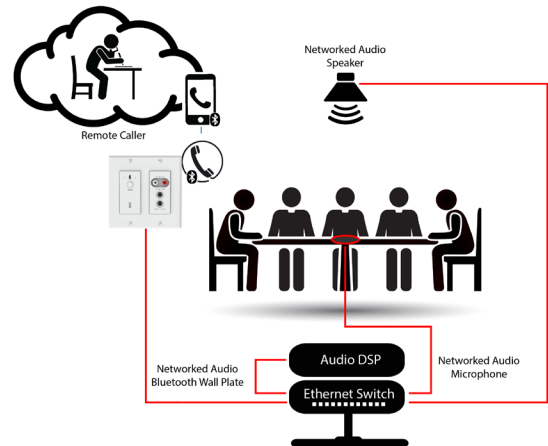 Networked Audio
Speaker
Remote Caller
Audio DSP
Networked Audio
Bluetooth Wall Plate
Networked Audio
Microphone
Ethernet Switch